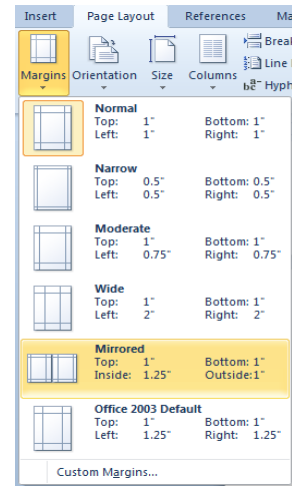 Insert Page Layout References Ma
Margins Orientation Size Columns Break
Line
Hyph
Normal
Top: 1" Bottom: 1"
Left: 1" Right: 1"
Narrow
Top: 0.5" Bottom: 0.5"
Left: 0.5" Right: 0.5"
Moderate
Top: 1" Bottom: 1"
Left: 0.75" Right: 0.75"
Wide
Top: 1" Bottom: 1"
Left: 2" Right: 2"
Mirrored
Top: 1" Bottom: 1"
Inside: 1.25" Outside:1"
Office 2003 Default
Top: 1" Bottom: 1"
Left: 1.25" Right: 1.25"
Custom Margins...